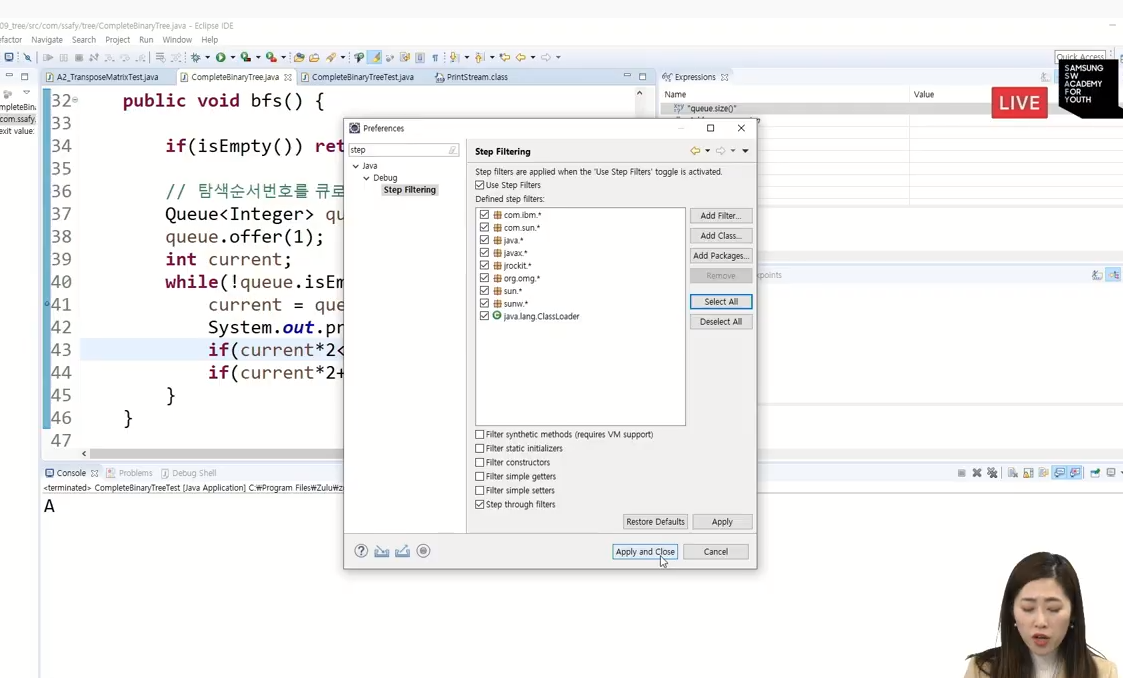 09_tree/src/com/ssafy/tree/CompleteBinaryTree.java - Eclipse IDE
efactor Navigate Search Project Run Window Help
Quick Access
A2_TransposeMatrixTest.java CompleteBinaryTree.java CompleteBinaryTreeTest.java PrintStream.class
Expressions
Name Value
"queue.size()"
LIVE
SAMSUNG
SW
ACADEMY
FOR
YOUTH
mpleteBin
com.ssafy.
exit value:
32 public void bfs() {
33
34 if(isEmpty()) ret
35
36 // 탐색순서번호를 큐로
37 Queue<Integer> qu
38 queue.offer(1);
39 int current;
40 while(!queue.isEm
41 current = que
42 System.out.pr
43 if(current*2<
44 if(current*2+
45 }
46 }
47
Preferences
step
Java
Debug
Step Filtering
Step Filtering
Step filters are applied when the 'Use Step Filters' toggle is activated.
Use Step Filters
Defined step filters:
com.ibm.*
com.sun.*
java.*
javax.*
jrockit.*
org.omg.*
sun.*
sunw.*
java.lang.ClassLoader
Add Filter...
Add Class...
Add Packages...
Remove
Select All
Deselect All
Filter synthetic methods (requires VM support)
Filter static initializers
Filter constructors
Filter simple getters
Filter simple setters
Step through filters
Restore Defaults Apply
Apply and Close Cancel
kpoints
Console Problems Debug Shell
<terminated> CompleteBinaryTreeTest [Java Application] C:₩Program Files₩Zulu₩z
A